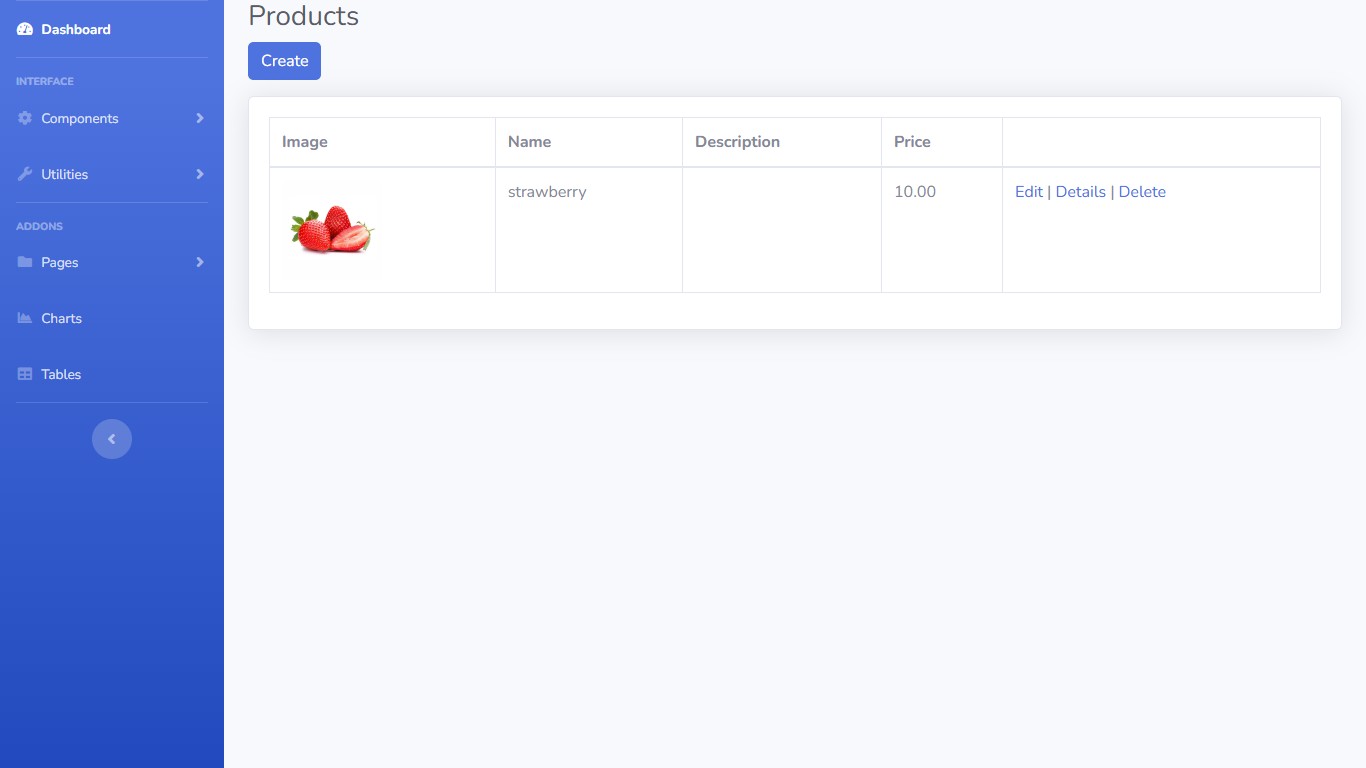 Dashboard
INTERFACE
Components
Utilities
ADDONS
Pages
Charts
Tables
Products
Create
Image Name Description Price
strawberry 10.00 Edit | Details | Delete